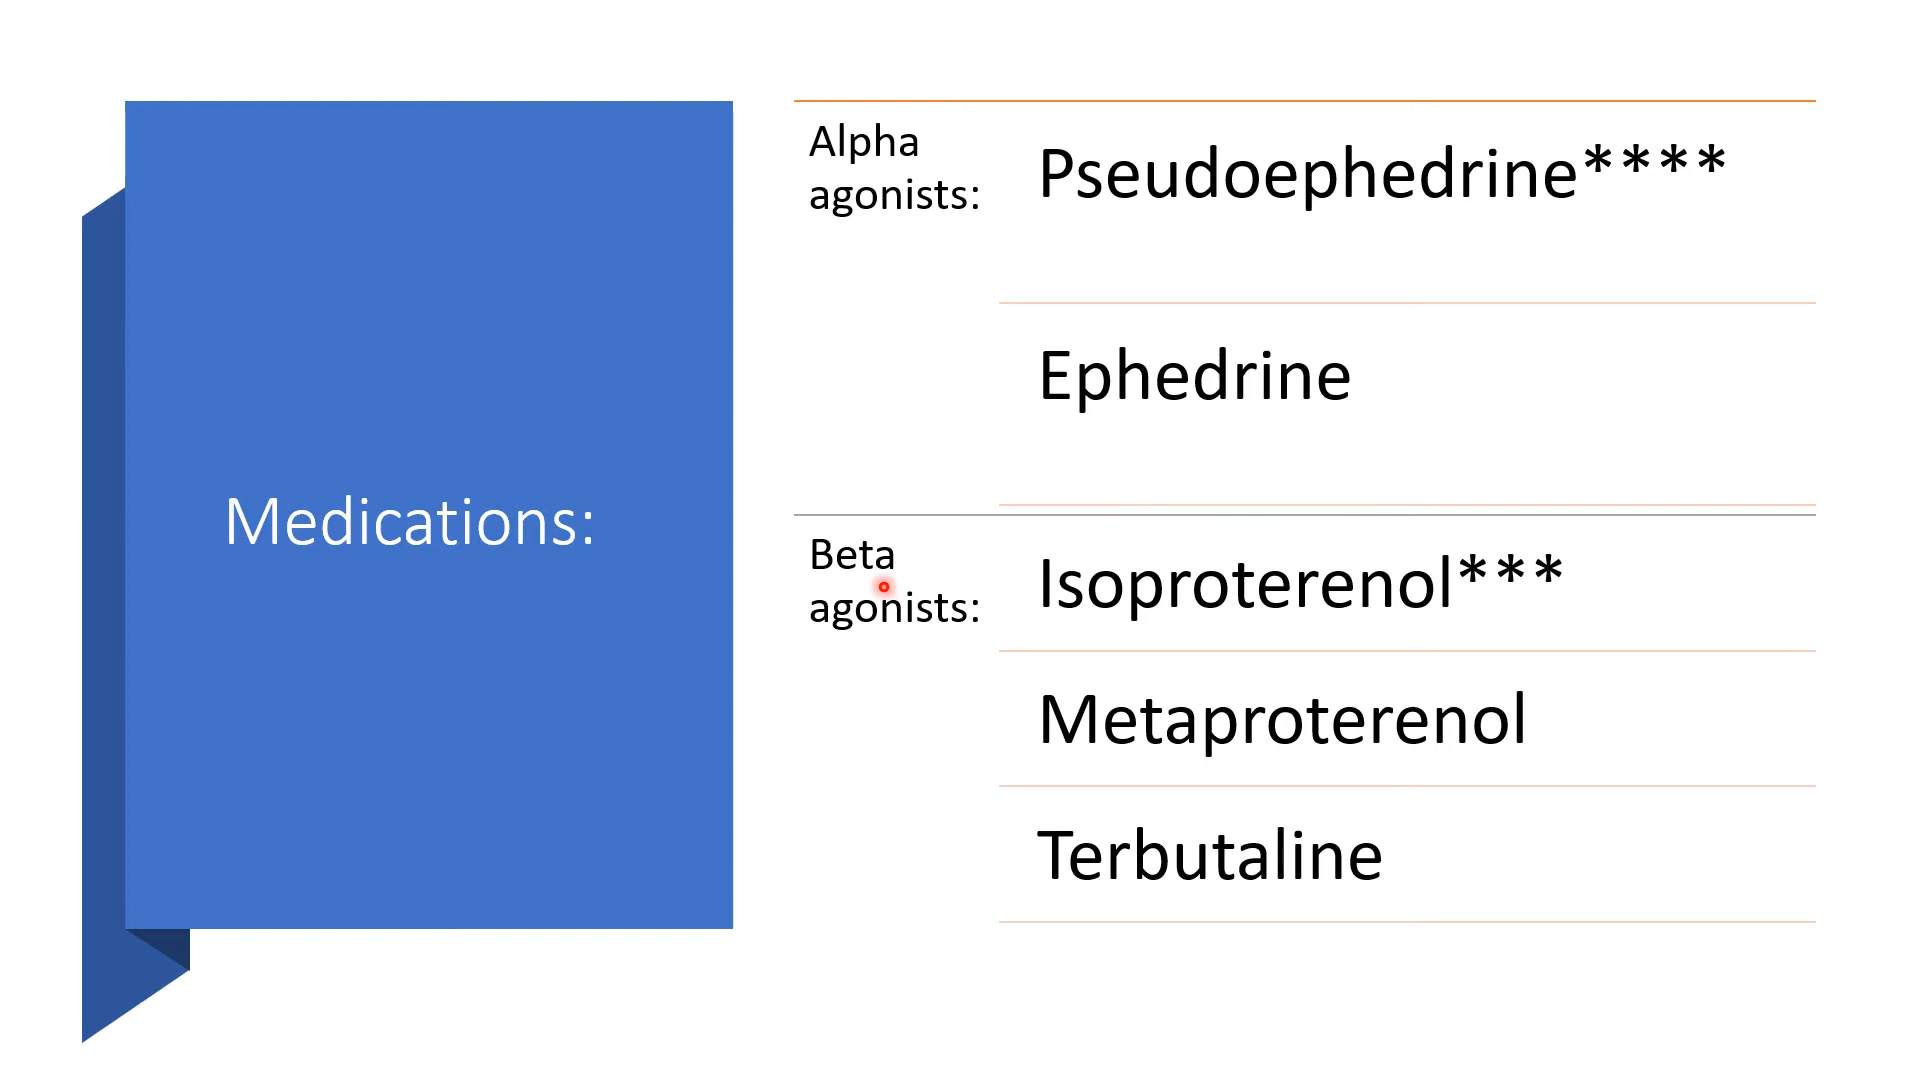 Medications:
Alpha
agonists:
Pseudoephedrine****
Ephedrine
Beta
agonists:
Isoproterenol***
Metaproterenol
Terbutaline